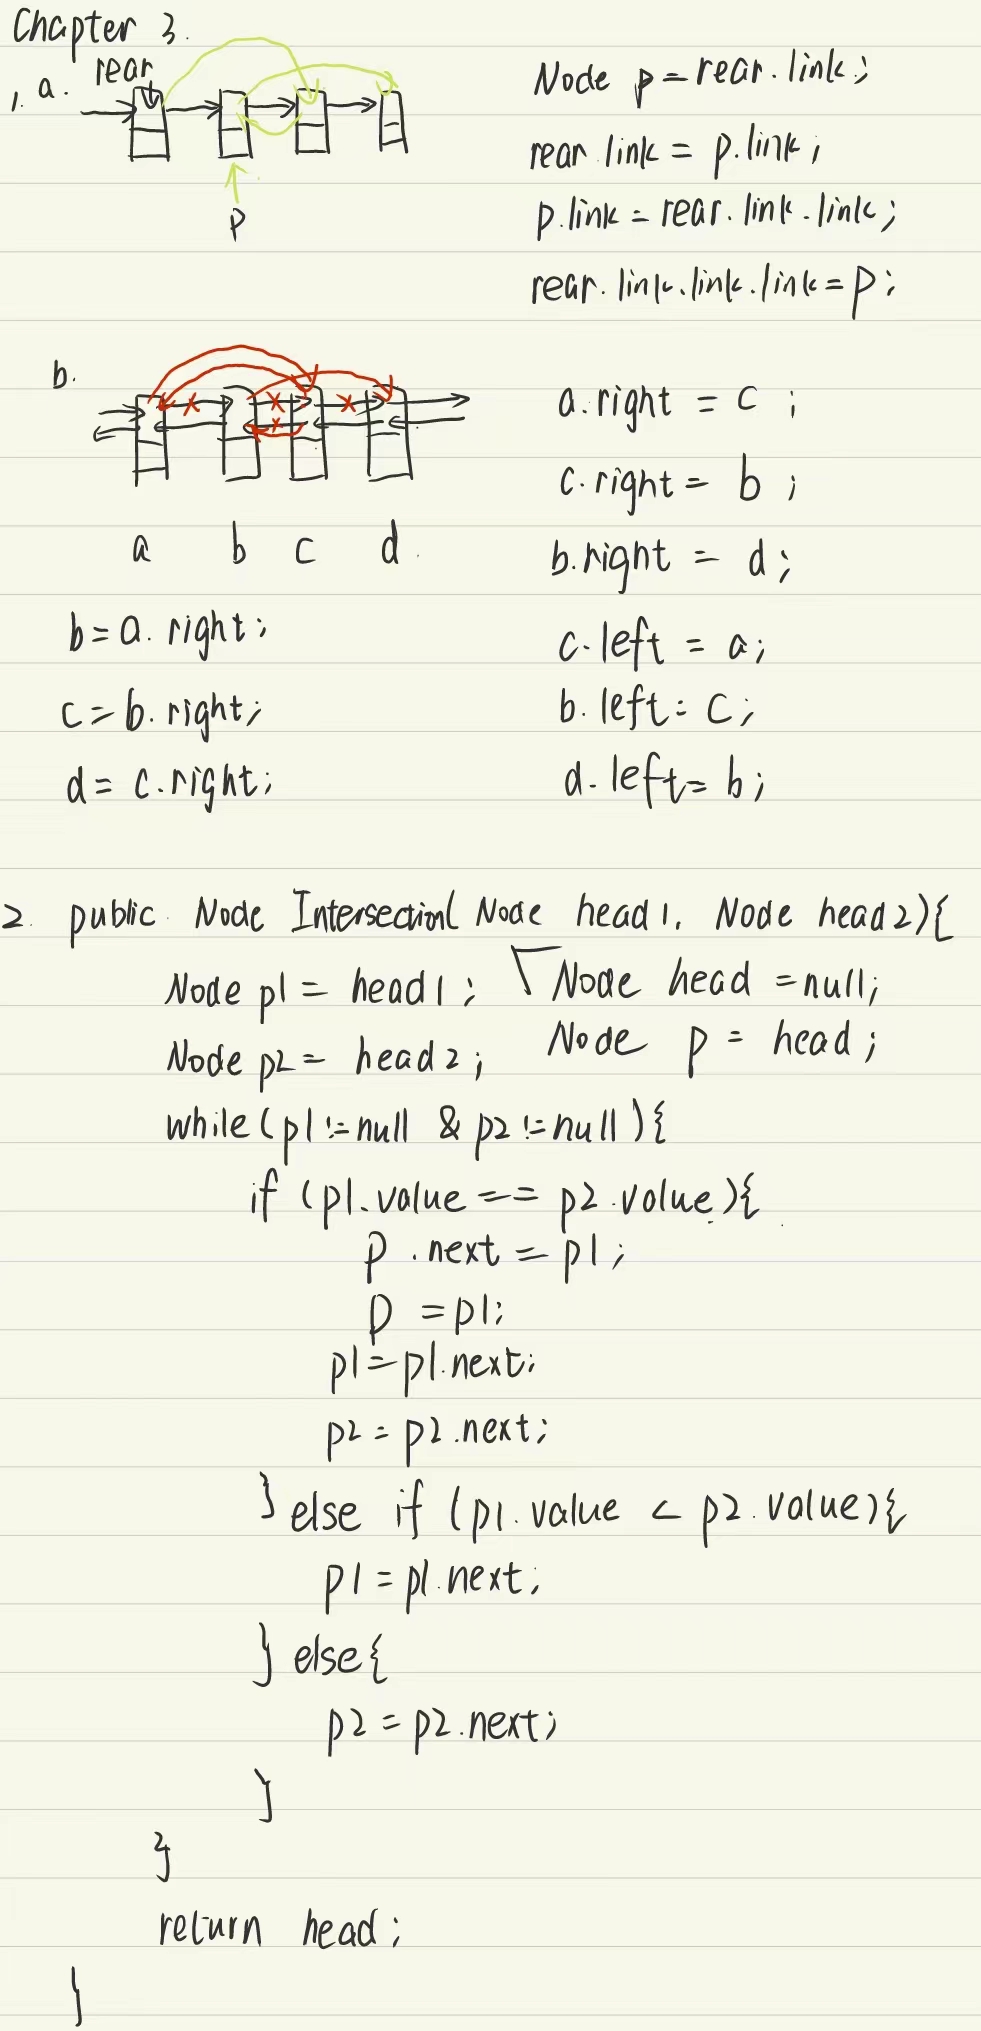 Chapter 3.
1. a. rear
p
Node p = rear.link;
rear.link = p.link;
p.link = rear.link.link;
rear.link.link.link = p;
b.
a b c d
b = a.right;
c = b.right;
d = c.right;
a.right = c;
c.right = b;
b.right = d;
c.left = a;
b.left = c;
d.left = b;
2. public Node Intersection( Node head1, Node head2){
Node p1 = head1;
Node p2 = head2;
Node head = null;
Node p = head;
while(p1 != null & p2 != null){
if (p1.value == p2.value){
p.next = p1;
p = p1;
p1 = p1.next;
p2 = p2.next;
} else if (p1.value < p2.value){
p1 = p1.next;
} else{
p2 = p2.next;
}
}
return head;
}